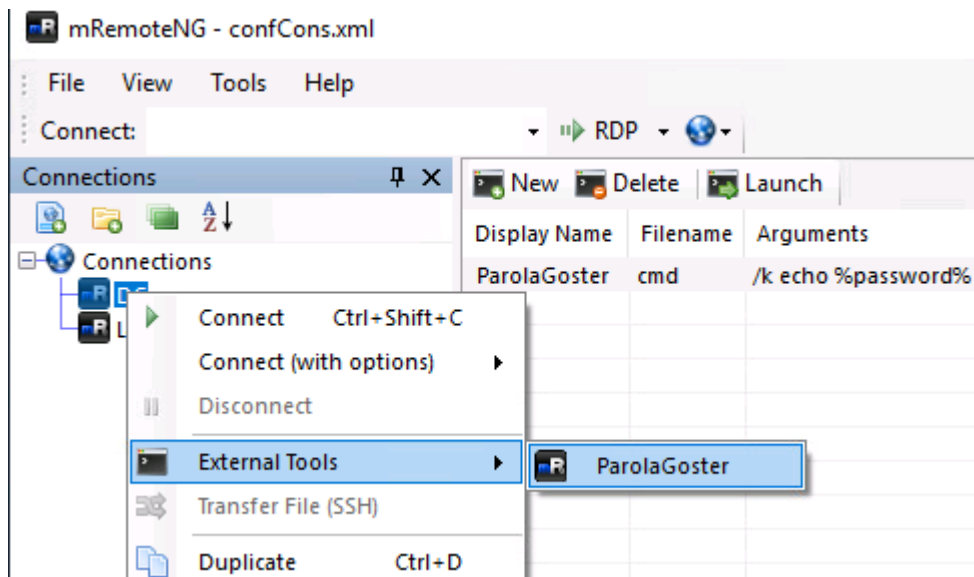 mRemoteNG - confCons.xml
File View Tools Help
Connect: RDP
Connections
New Delete Launch
A
Z
Display Name Filename Arguments
Connections
ParolaGoster cmd /k echo %password%
Connect Ctrl+Shift+C
Connect (with options)
Disconnect
External Tools
ParolaGoster
Transfer File (SSH)
Duplicate Ctrl+D